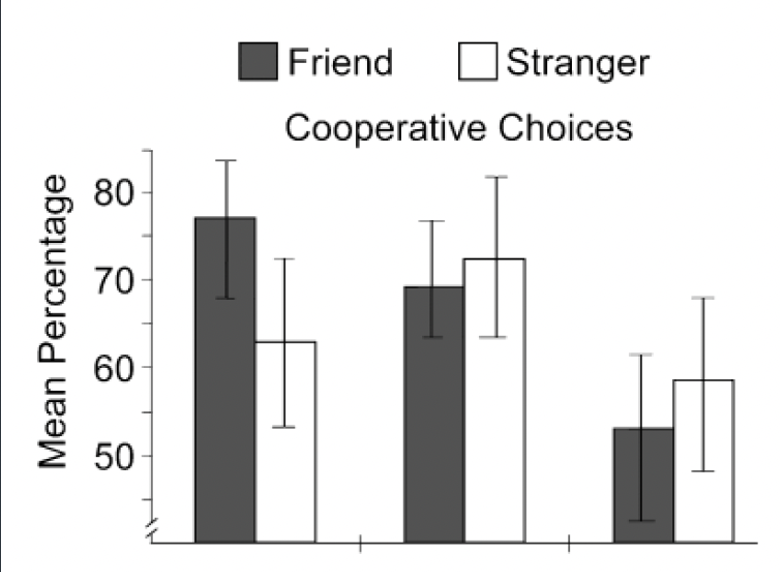 Friend Stranger
Cooperative Choices
Mean Percentage
80
70
60
50